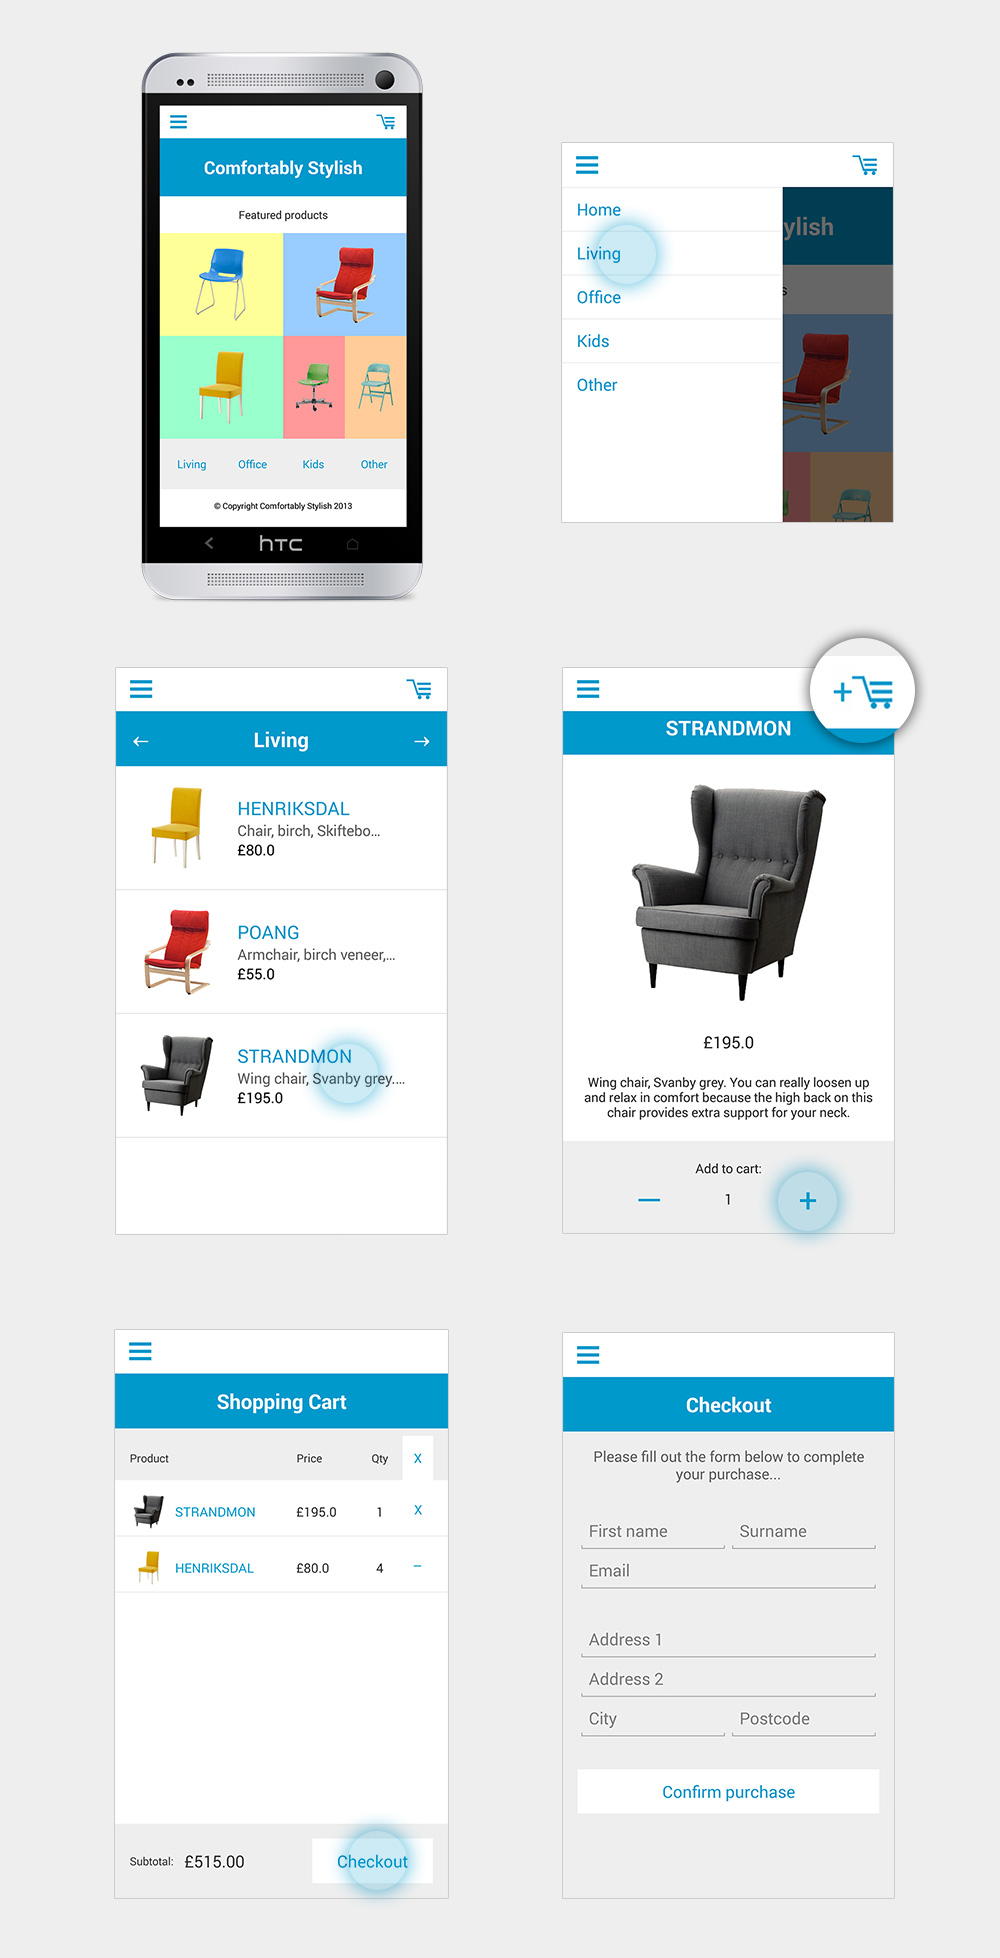 Comfortably Stylish
Featured products
Living Office Kids Other
© Copyright Comfortably Stylish 2013
hTC
ylish
s
Home
Living
Office
Kids
Other
Living
HENRIKSDAL
Chair, birch, Skiftebo...
£80.0
POANG
Armchair, birch veneer,...
£55.0
STRANDMON
Wing chair, Svanby grey....
£195.0
STRANDMON
£195.0
Wing chair, Svanby grey. You can really loosen up
and relax in comfort because the high back on this
chair provides extra support for your neck.
Add to cart:
1
Shopping Cart
Product Price Qty X
STRANDMON £195.0 1 X
HENRIKSDAL £80.0 4 –
Subtotal: £515.00 Checkout
Checkout
Please fill out the form below to complete
your purchase...
First name Surname
Email
Address 1
Address 2
City Postcode
Confirm purchase